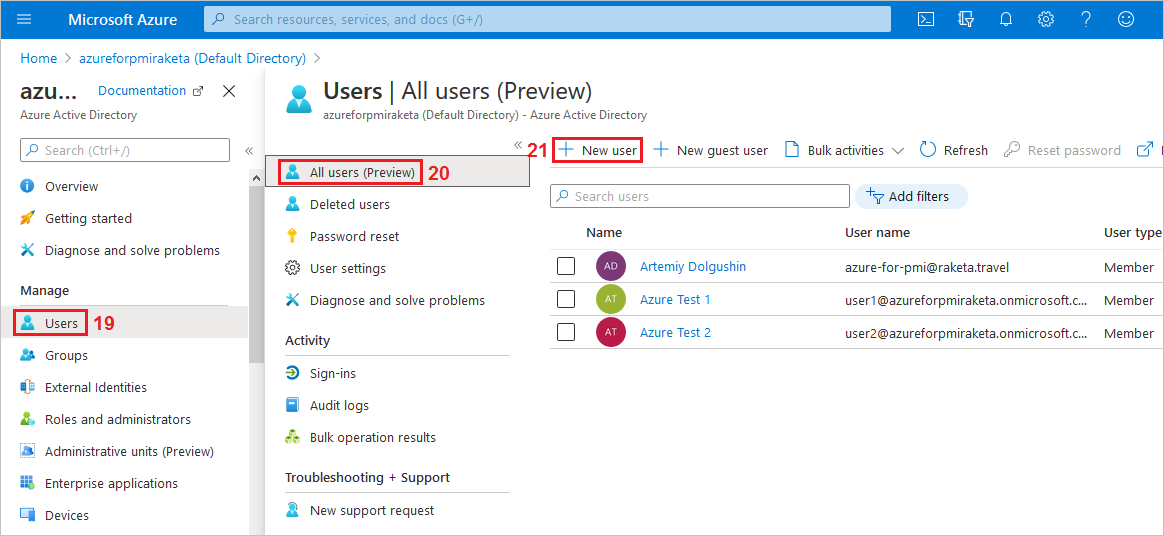 Microsoft Azure
Search resources, services, and docs (G+/)
Home > azureforpmiraketa (Default Directory) >
azu...
Documentation
Azure Active Directory
Search (Ctrl+/)
«
Overview
Getting started
Diagnose and solve problems
Manage
Users 19
Groups
External Identities
Roles and administrators
Administrative units (Preview)
Enterprise applications
Devices
Users | All users (Preview)
azureforpmiraketa (Default Directory) - Azure Active Directory
«
All users (Preview) 20
Deleted users
Password reset
User settings
Diagnose and solve problems
Activity
Sign-ins
Audit logs
Bulk operation results
Troubleshooting + Support
New support request
21 + New user + New guest user Bulk activities Refresh Reset password
Search users
Add filters
Name User name User type
AD Artemiy Dolgushin azure-for-pmi@raketa.travel Member
AT Azure Test 1 user1@azureforpmiraketa.onmicrosoft.c... Member
AT Azure Test 2 user2@azureforpmiraketa.onmicrosoft.c... Member